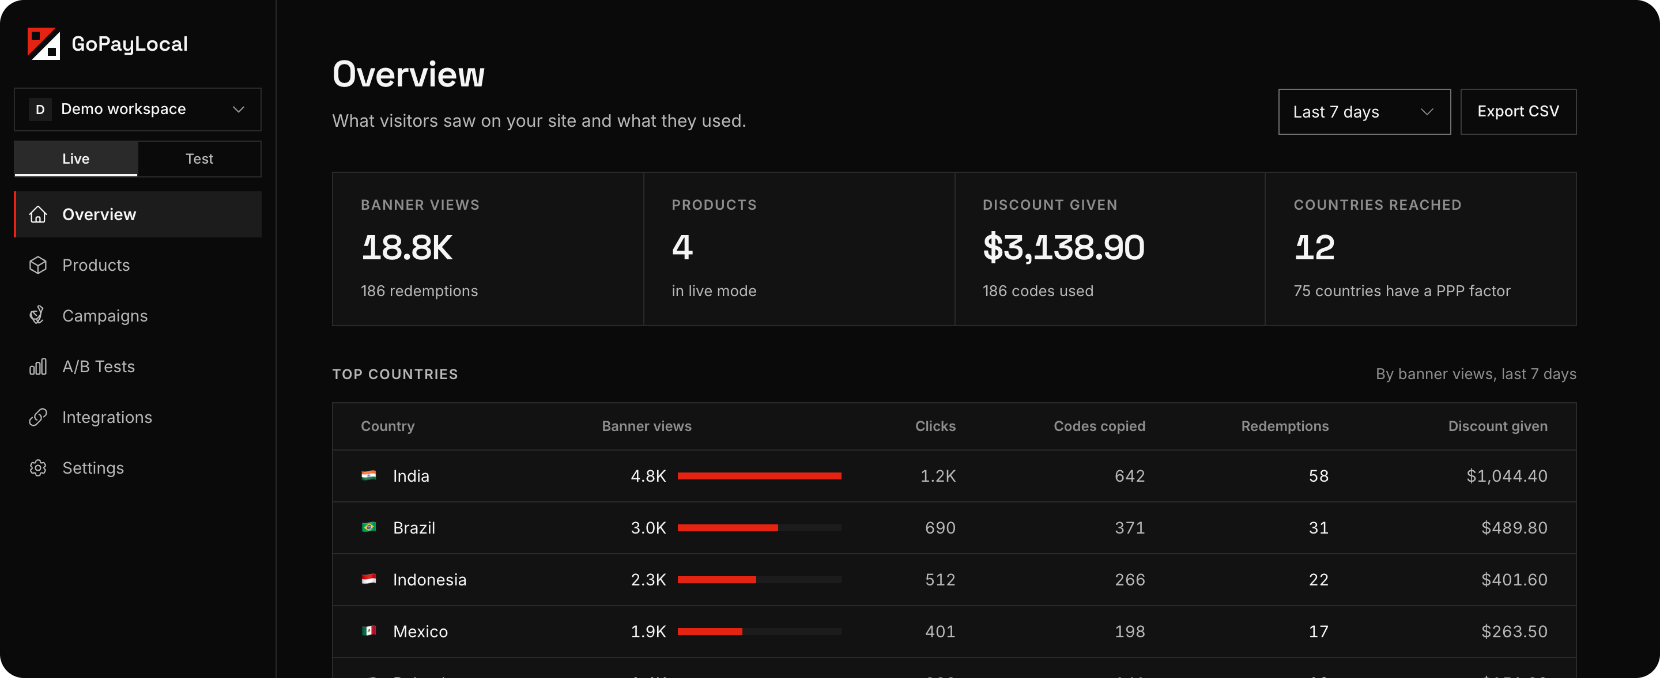 GoPayLocal
D Demo workspace
Live Test
Overview
Products
Campaigns
A/B Tests
Integrations
Settings
Overview
What visitors saw on your site and what they used.
Last 7 days Export CSV
BANNER VIEWS
18.8K
186 redemptions
PRODUCTS
4
in live mode
DISCOUNT GIVEN
$3,138.90
186 codes used
COUNTRIES REACHED
12
75 countries have a PPP factor
TOP COUNTRIES By banner views, last 7 days
Country Banner views Clicks Codes copied Redemptions Discount given
India 4.8K 1.2K 642 58 $1,044.40
Brazil 3.0K 690 371 31 $489.80
Indonesia 2.3K 512 266 22 $401.60
Mexico 1.9K 401 198 17 $263.50